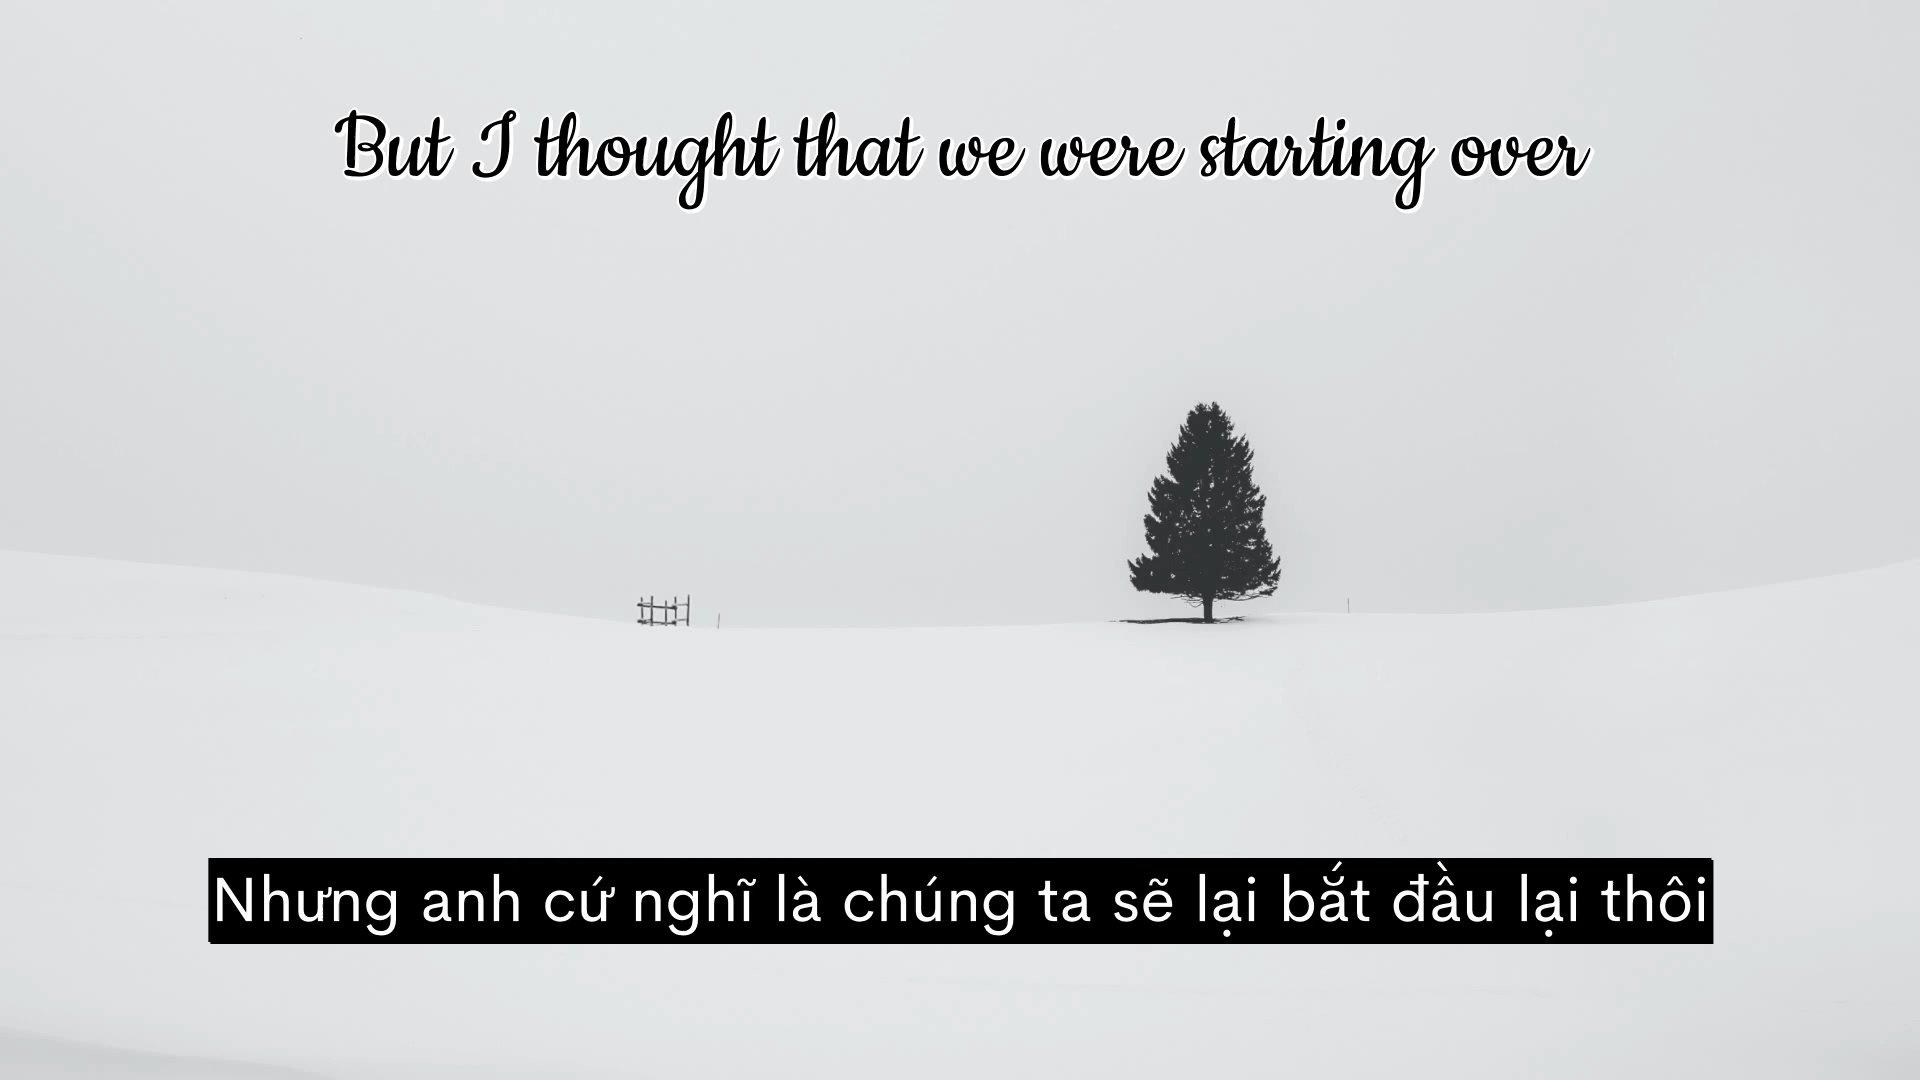 But I thought that we were starting over
Nhưng anh cứ nghĩ là chúng ta sẽ lại bắt đầu lại thôi